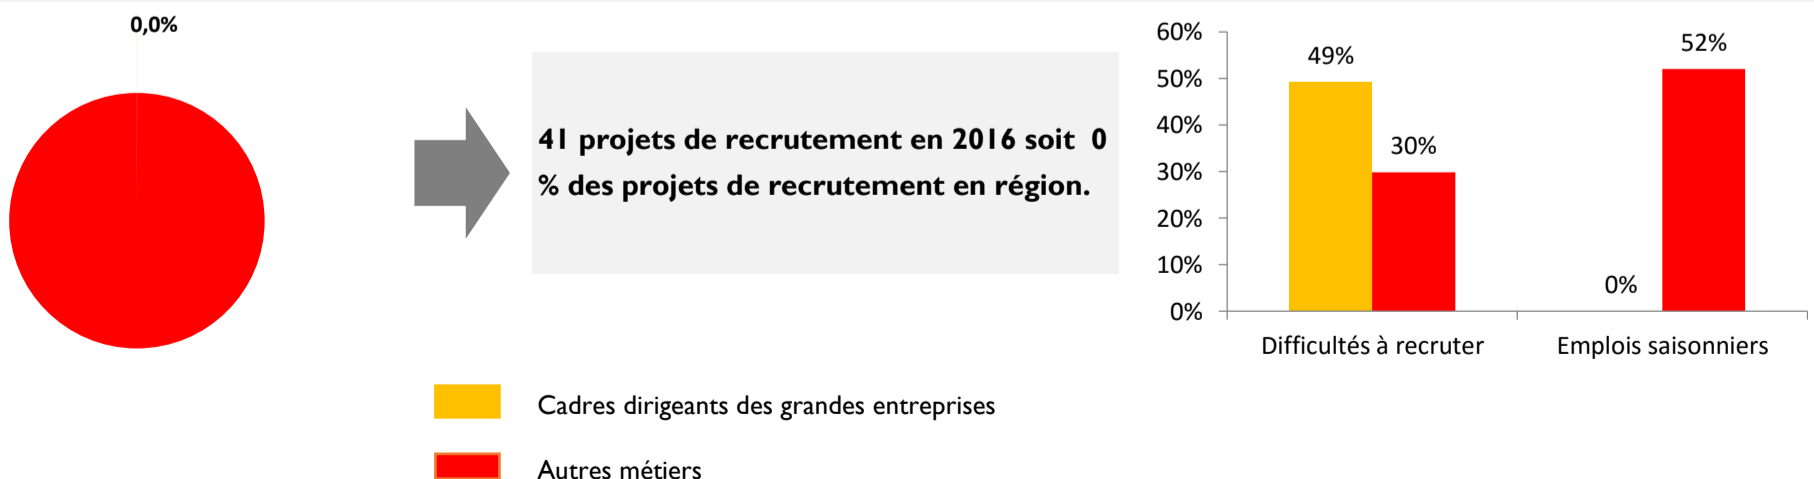 0,0%
41 projets de recrutement en 2016 soit  0
% des projets de recrutement en région.
60%
50%
40%
30%
20%
10%
0%
49%
30%
0%
52%
Difficultés à recruter
Emplois saisonniers
Cadres dirigeants des grandes entreprises
Autres métiers